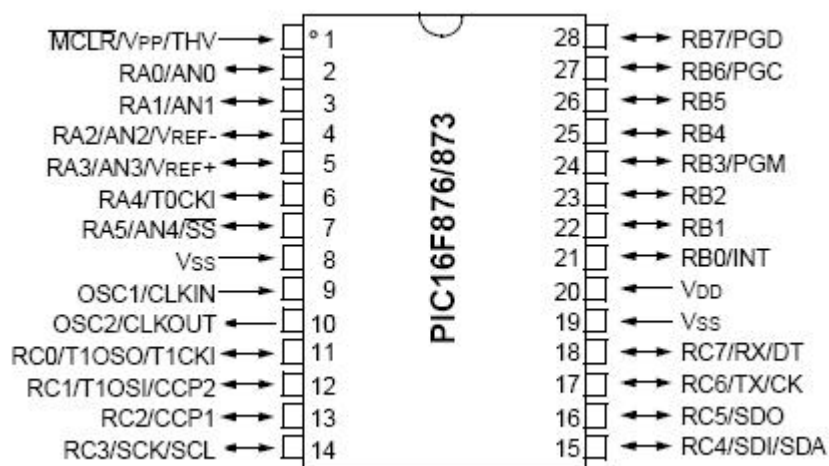 MCLR/VPP/THV 1 28 RB7/PGD
RA0/AN0 2 27 RB6/PGC
RA1/AN1 3 26 RB5
RA2/AN2/VREF- 4 25 RB4
RA3/AN3/VREF+ 5 24 RB3/PGM
RA4/T0CKI 6 23 RB2
RA5/AN4/SS 7 22 RB1
VSS 8 21 RB0/INT
OSC1/CLKIN 9 20 VDD
OSC2/CLKOUT 10 19 VSS
RC0/T1OSO/T1CKI 11 18 RC7/RX/DT
RC1/T1OSI/CCP2 12 17 RC6/TX/CK
RC2/CCP1 13 16 RC5/SDO
RC3/SCK/SCL 14 15 RC4/SDI/SDA
PIC16F876/873